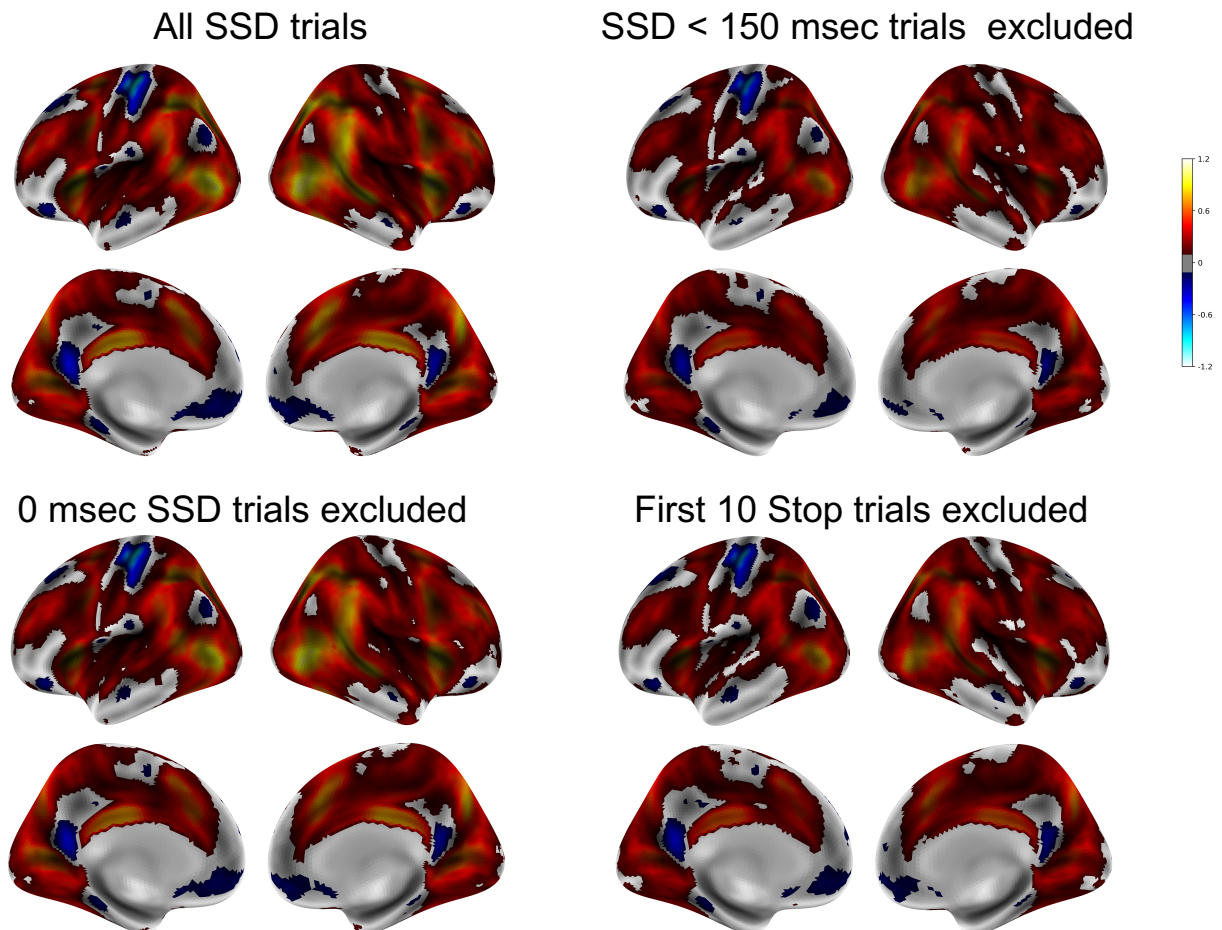 All SSD trials
SSD < 150 msec trials excluded
1.2
0.6
0
-0.6
-1.2
0 msec SSD trials excluded
First 10 Stop trials excluded